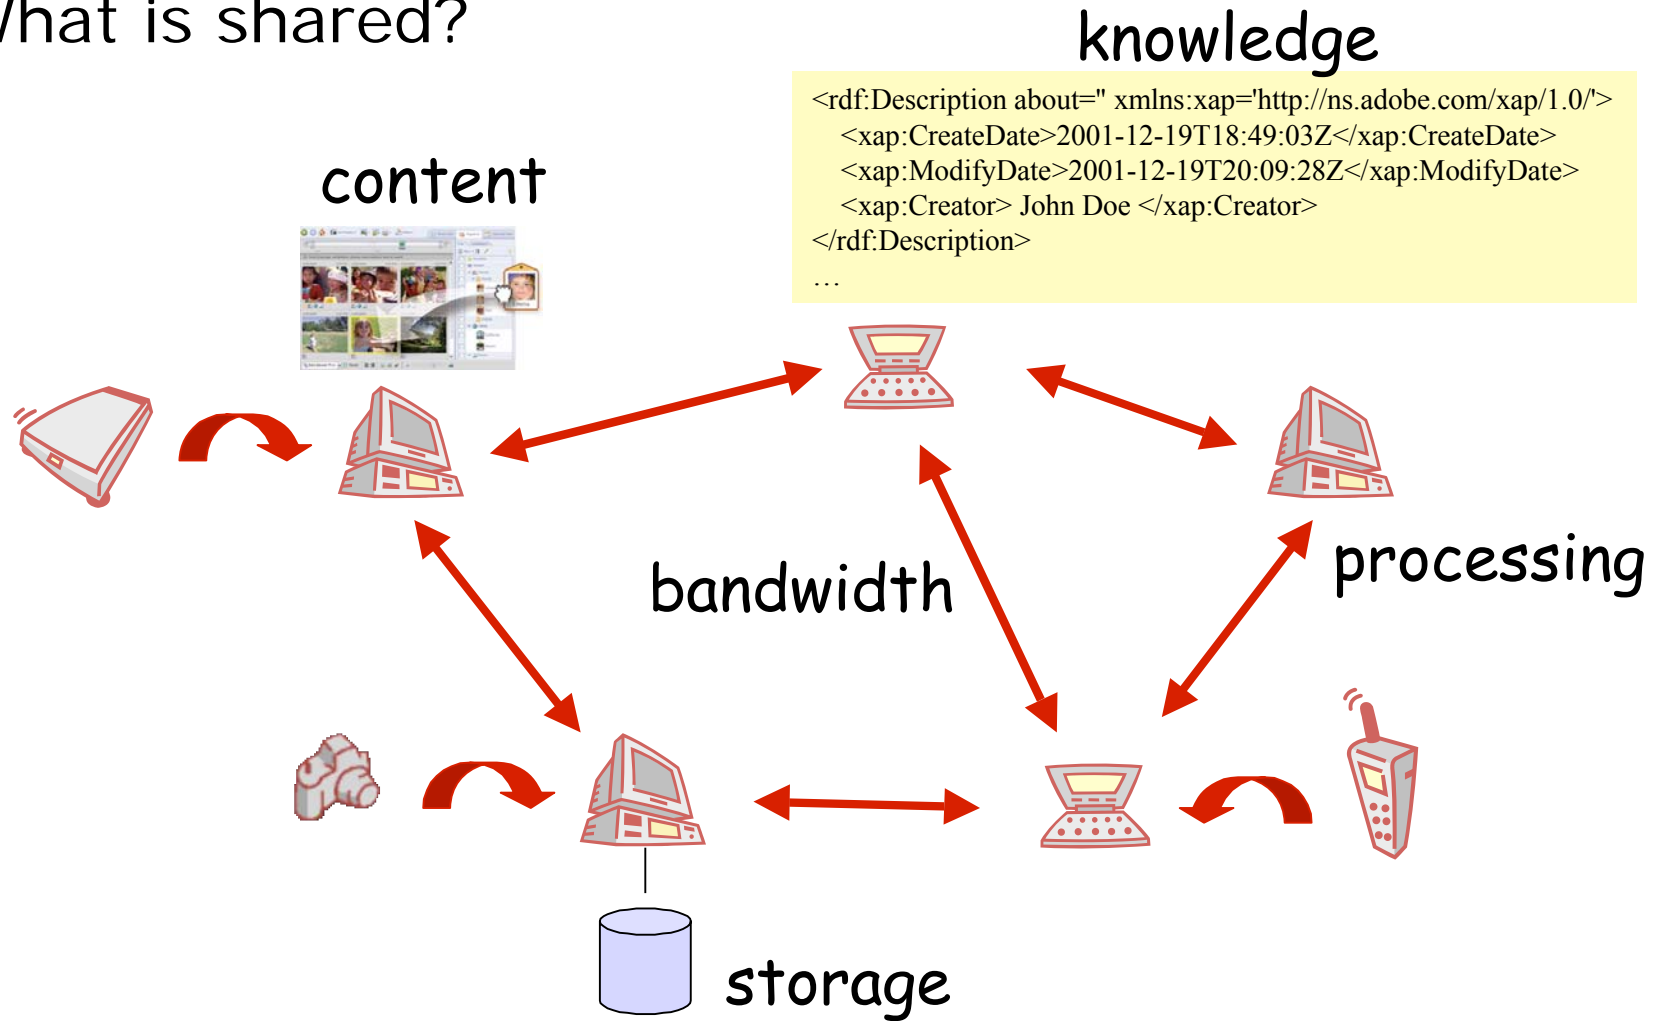 What is shared?
knowledge
<rdf:Description about='' xmlns:xap='http://ns.adobe.com/xap/1.0/'>
<xap:CreateDate>2001-12-19T18:49:03Z</xap:CreateDate>
<xap:ModifyDate>2001-12-19T20:09:28Z</xap:ModifyDate>
<xap:Creator> John Doe </xap:Creator>
</rdf:Description>
…
content
bandwidth
processing
storage